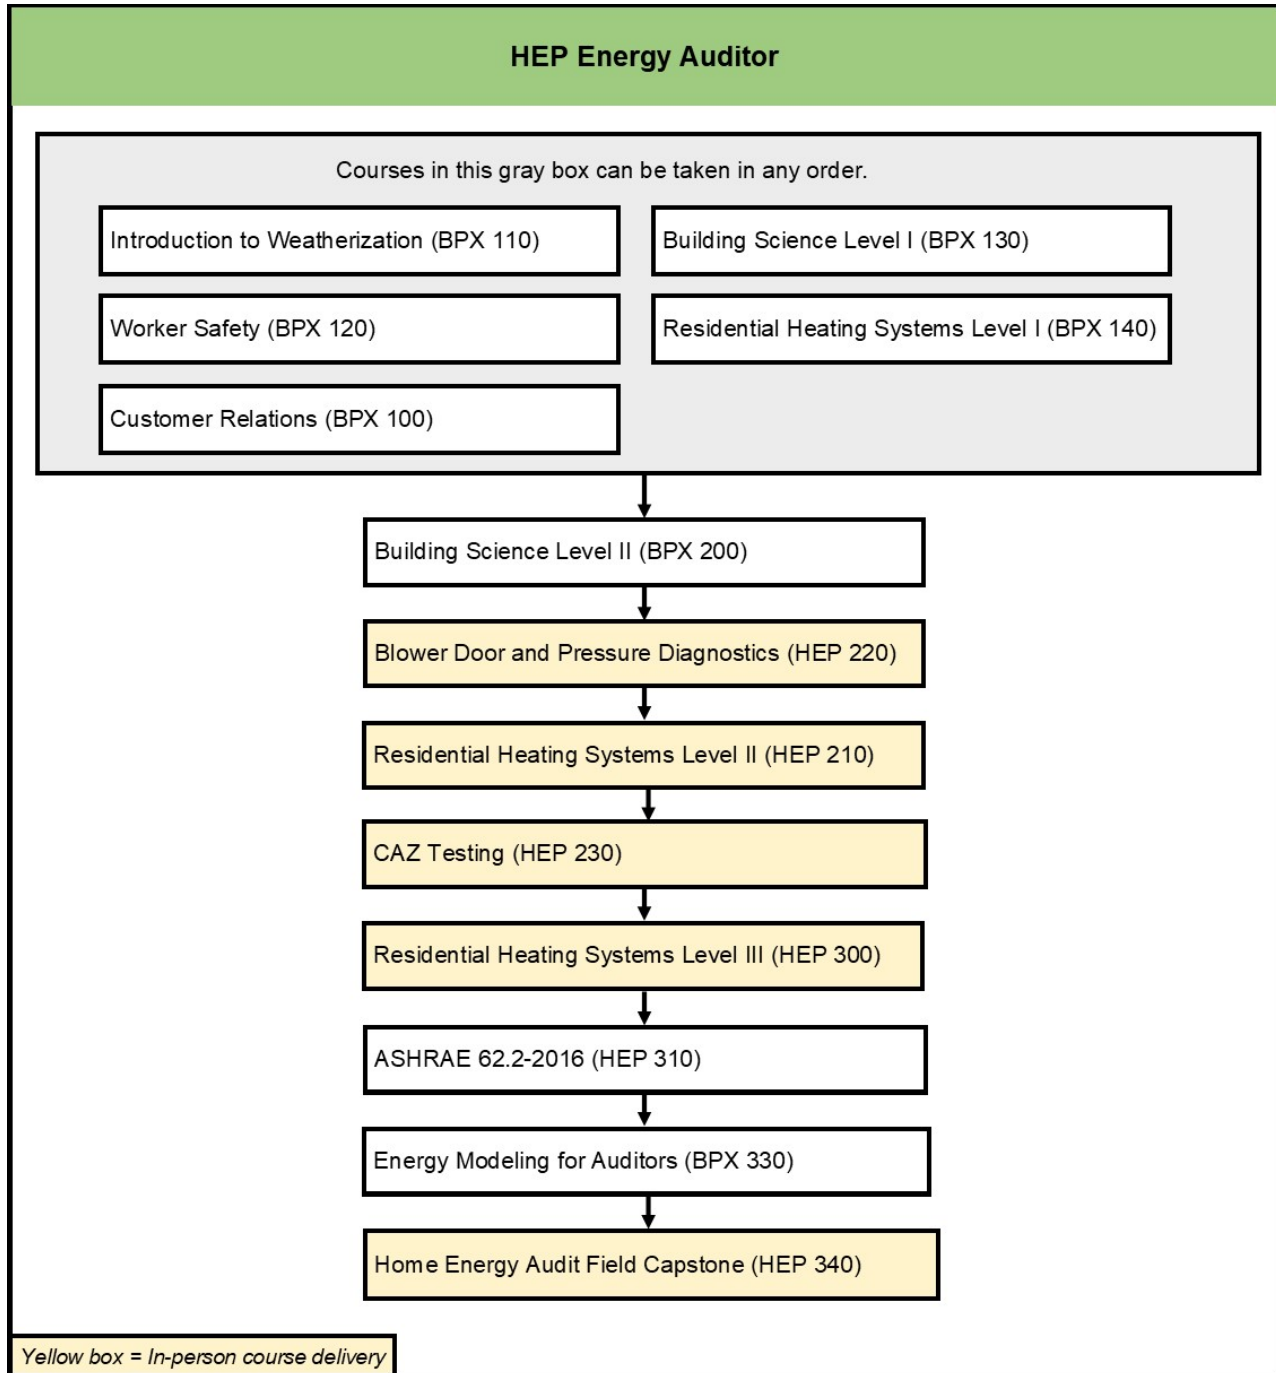 HEP Energy Auditor
Courses in this gray box can be taken in any order.
Introduction to Weatherization (BPX 110)
Building Science Level I (BPX 130)
Worker Safety (BPX 120)
Residential Heating Systems Level I (BPX 140)
Customer Relations (BPX 100)
Building Science Level II (BPX 200)
Blower Door and Pressure Diagnostics (HEP 220)
Residential Heating Systems Level II (HEP 210)
CAZ Testing (HEP 230)
Residential Heating Systems Level III (HEP 300)
ASHRAE 62.2-2016 (HEP 310)
Energy Modeling for Auditors (BPX 330)
Home Energy Audit Field Capstone (HEP 340)
Yellow box = In-person course delivery